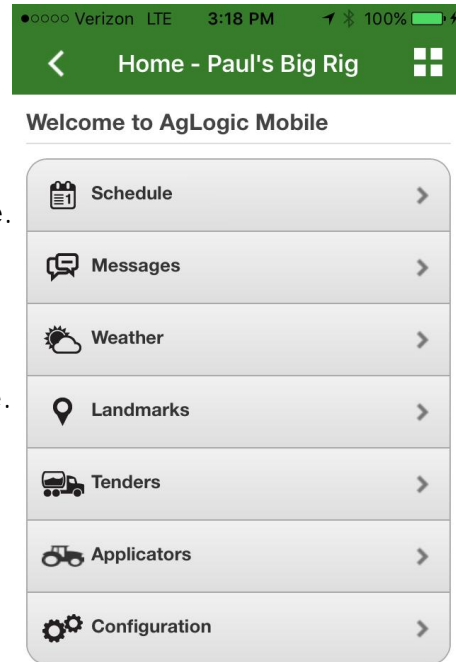 Verizon LTE 3:18 PM 100%
Home - Paul's Big Rig
Welcome to AgLogic Mobile
1 Schedule
e.
Messages
Weather
.
Landmarks
Tenders
Applicators
Configuration